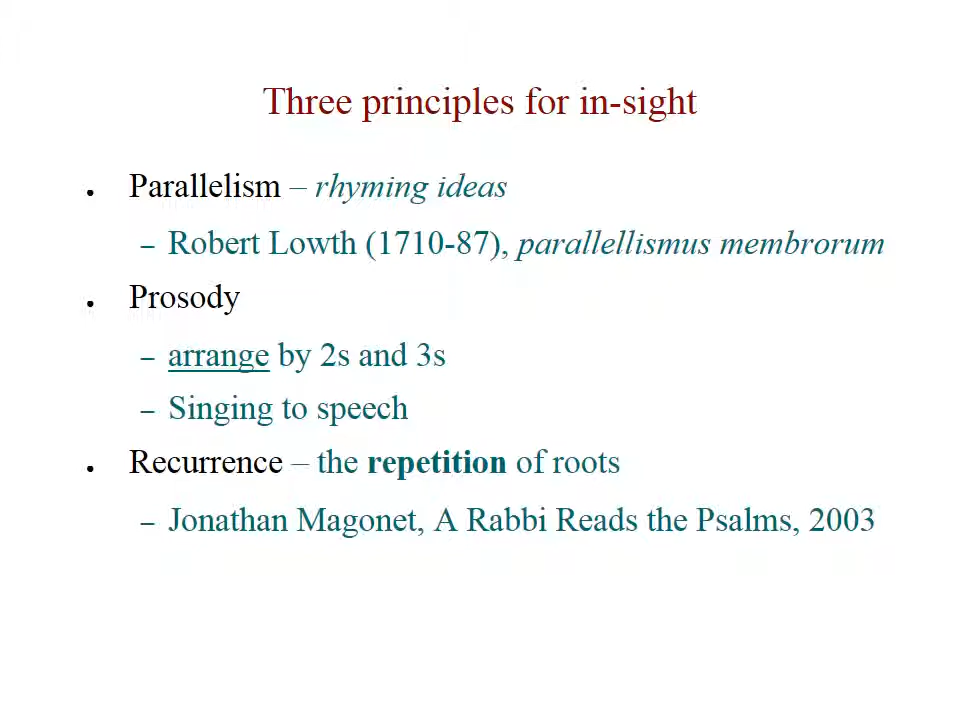 Three principles for in-sight
• Parallelism – rhyming ideas
– Robert Lowth (1710-87), parallellismus membrorum
• Prosody
– arrange by 2s and 3s
– Singing to speech
• Recurrence – the repetition of roots
– Jonathan Magonet, A Rabbi Reads the Psalms, 2003